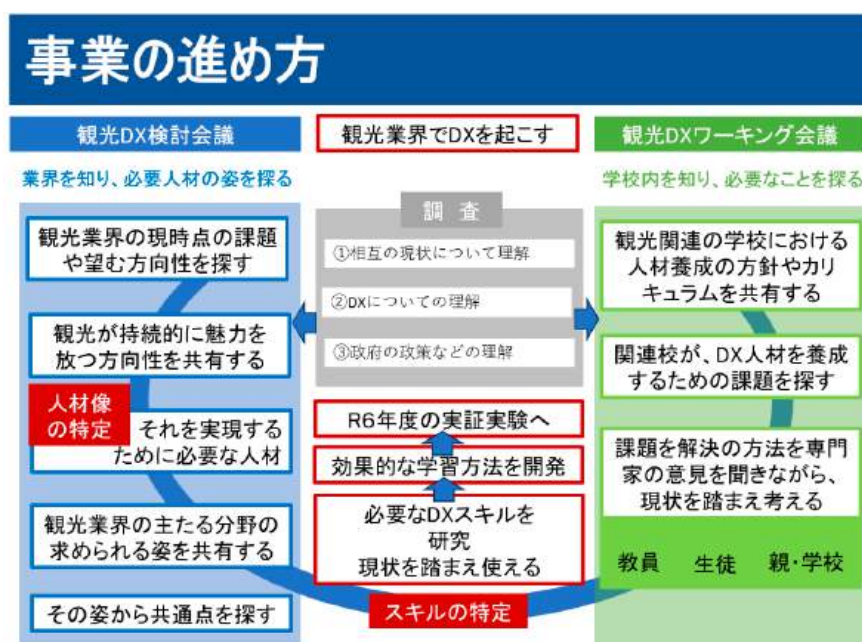 事業の進め方
観光DX検討会議
業界を知り、必要人材の姿を探る
観光業界の現時点の課題
や望む方向性を探す
観光が持続的に魅力を
放つ方向性を共有する
人材像
の特定
それを実現する
ために必要な人材
観光業界の主たる分野の
求められる姿を共有する
その姿から共通点を探す
観光業界でDXを起こす
調 査
①相互の現状について理解
②DXについての理解
③政府の政策などの理解
R6年度の実証実験へ
効果的な学習方法を開発
必要なDXスキルを
研究
現状を踏まえ使える
スキルの特定
観光DXワーキング会議
学校内を知り、必要なことを探る
観光関連の学校における
人材養成の方針やカリ
キュラムを共有する
関連校が、DX人材を養成
するための課題を探す
課題を解決の方法を専門
家の意見を聞きながら、
現状を踏まえ考える
教員 生徒 親・学校